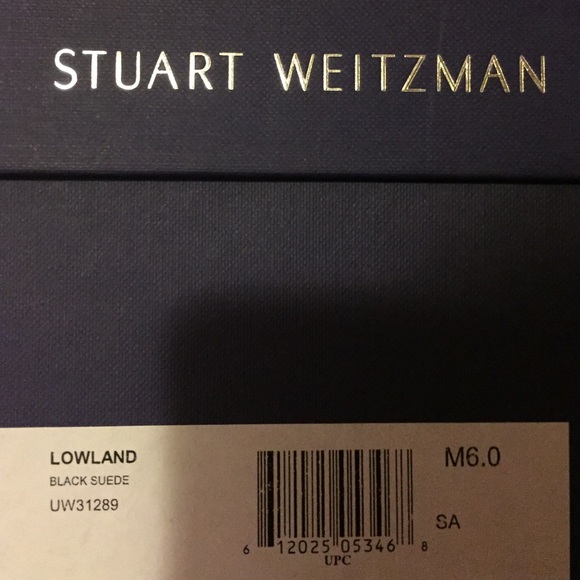 STUART WEITZMAN
LOWLAND
BLACK SUEDE
UW31289
M6.0
SA
6 12025 05346 8
UPC